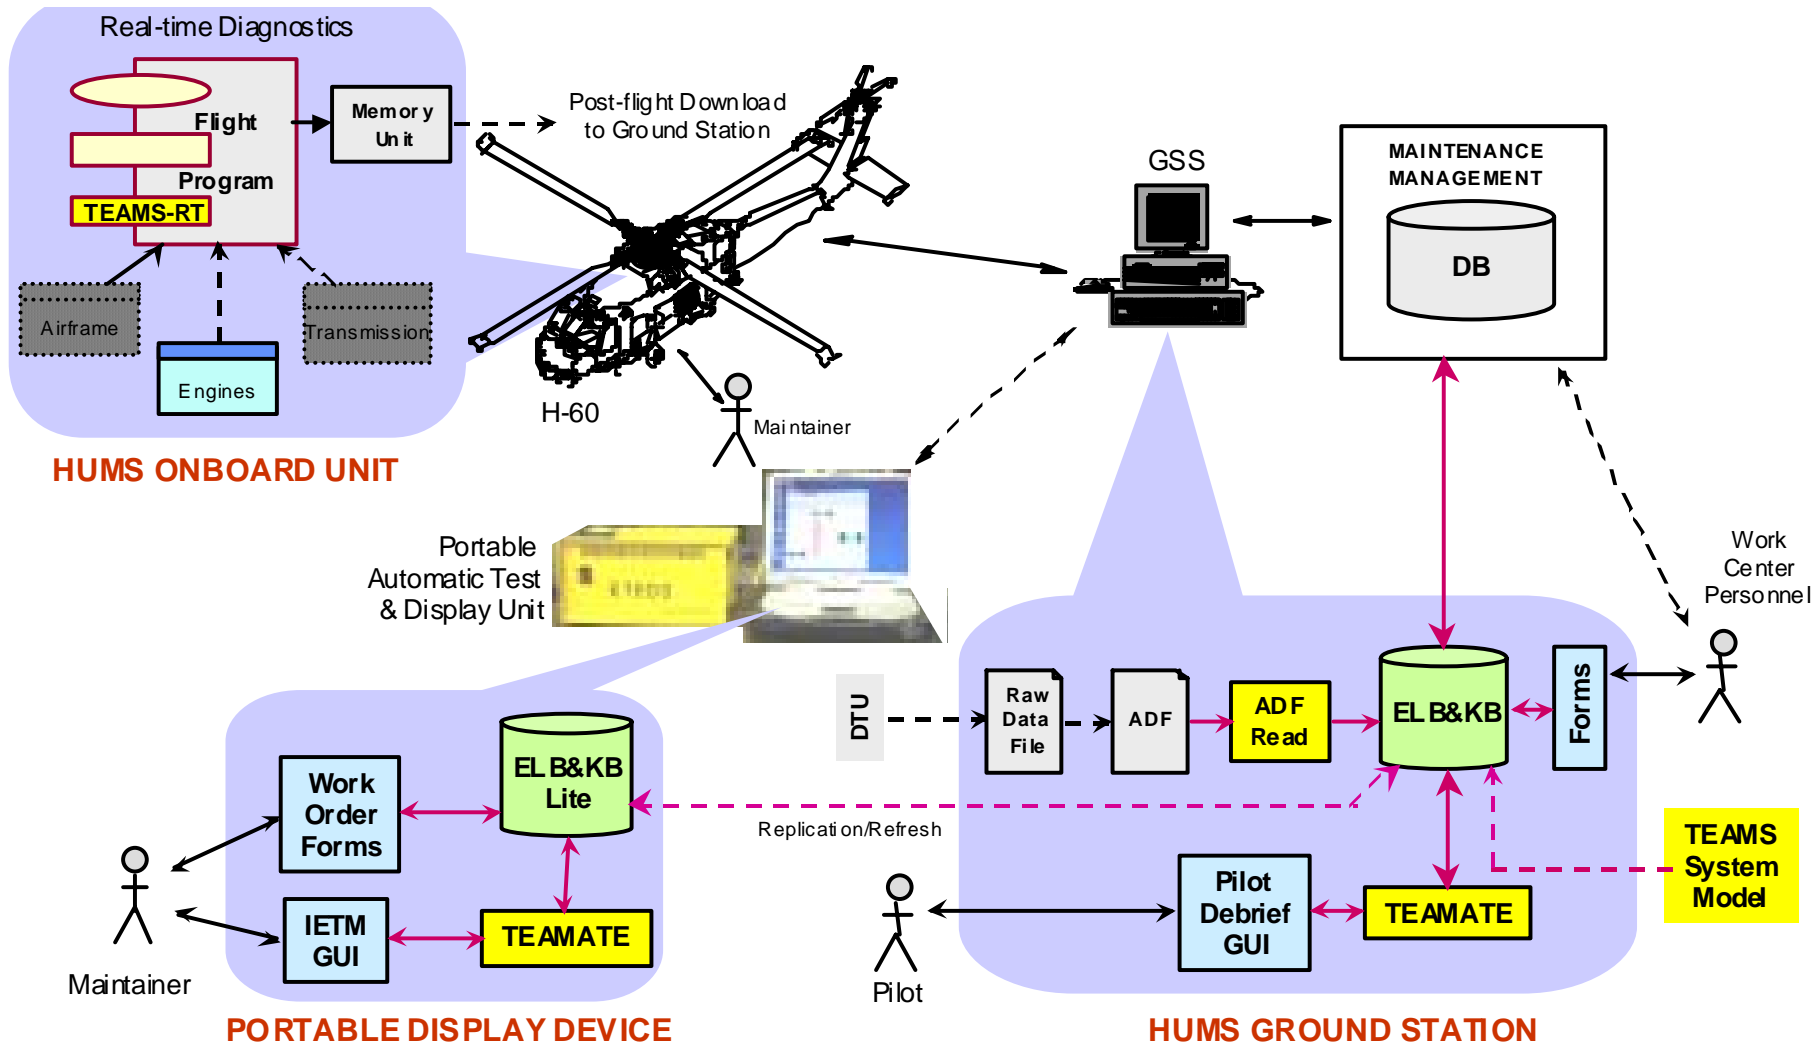 Real-time Diagnostics
Flight
Program
TEAMS-RT
Memory
Unit
Post-flight Download
to Ground Station
Airframe
Engines
Transmission
HUMS ONBOARD UNIT
H-60
Maintainer
GSS
MAINTENANCE
MANAGEMENT
DB
Portable
Automatic Test
& Display Unit
Work
Center
Personnel
DTU
Raw
Data
File
ADF
ADF
Read
ELB&KB
Forms
ELB&KB
Lite
Work
Order
Forms
Replication/Refresh
TEAMS
System
Model
IETM
GUI
TEAMATE
Maintainer
Pilot
Debrief
GUI
TEAMATE
Pilot
PORTABLE DISPLAY DEVICE
HUMS GROUND STATION